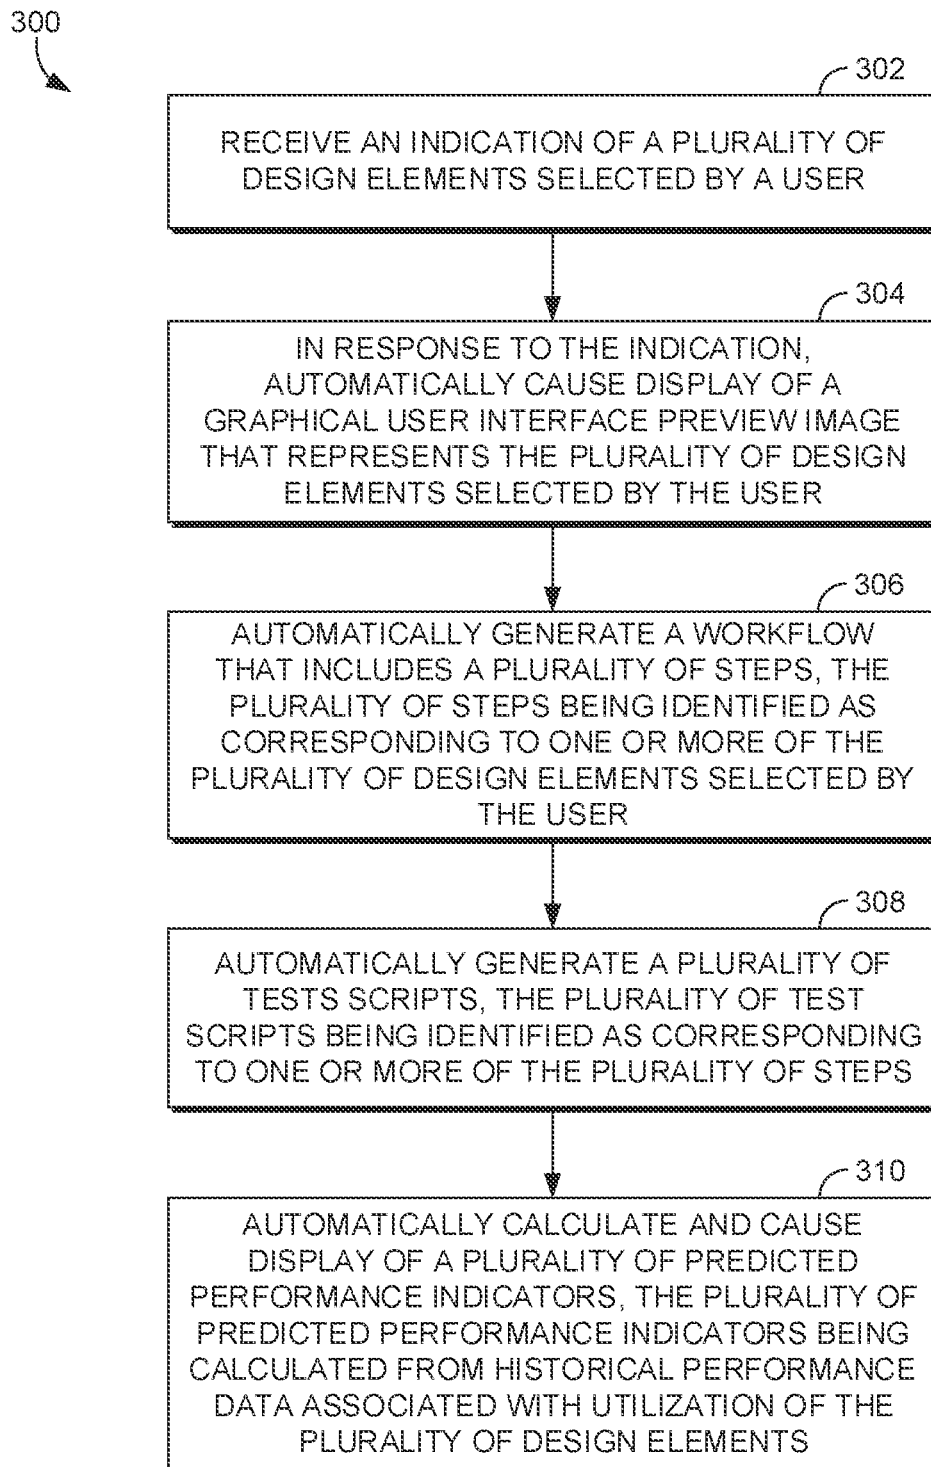 300
302
RECEIVE AN INDICATION OF A PLURALITY OF
DESIGN ELEMENTS SELECTED BY A USER
304
IN RESPONSE TO THE INDICATION,
AUTOMATICALLY CAUSE DISPLAY OF A
GRAPHICAL USER INTERFACE PREVIEW IMAGE
THAT REPRESENTS THE PLURALITY OF DESIGN
ELEMENTS SELECTED BY THE USER
306
AUTOMATICALLY GENERATE A WORKFLOW
THAT INCLUDES A PLURALITY OF STEPS, THE
PLURALITY OF STEPS BEING IDENTIFIED AS
CORRESPONDING TO ONE OR MORE OF THE
PLURALITY OF DESIGN ELEMENTS SELECTED BY
THE USER
308
AUTOMATICALLY GENERATE A PLURALITY OF
TESTS SCRIPTS, THE PLURALITY OF TEST
SCRIPTS BEING IDENTIFIED AS CORRESPONDING
TO ONE OR MORE OF THE PLURALITY OF STEPS
310
AUTOMATICALLY CALCULATE AND CAUSE
DISPLAY OF A PLURALITY OF PREDICTED
PERFORMANCE INDICATORS, THE PLURALITY OF
PREDICTED PERFORMANCE INDICATORS BEING
CALCULATED FROM HISTORICAL PERFORMANCE
DATA ASSOCIATED WITH UTILIZATION OF THE
PLURALITY OF DESIGN ELEMENTS